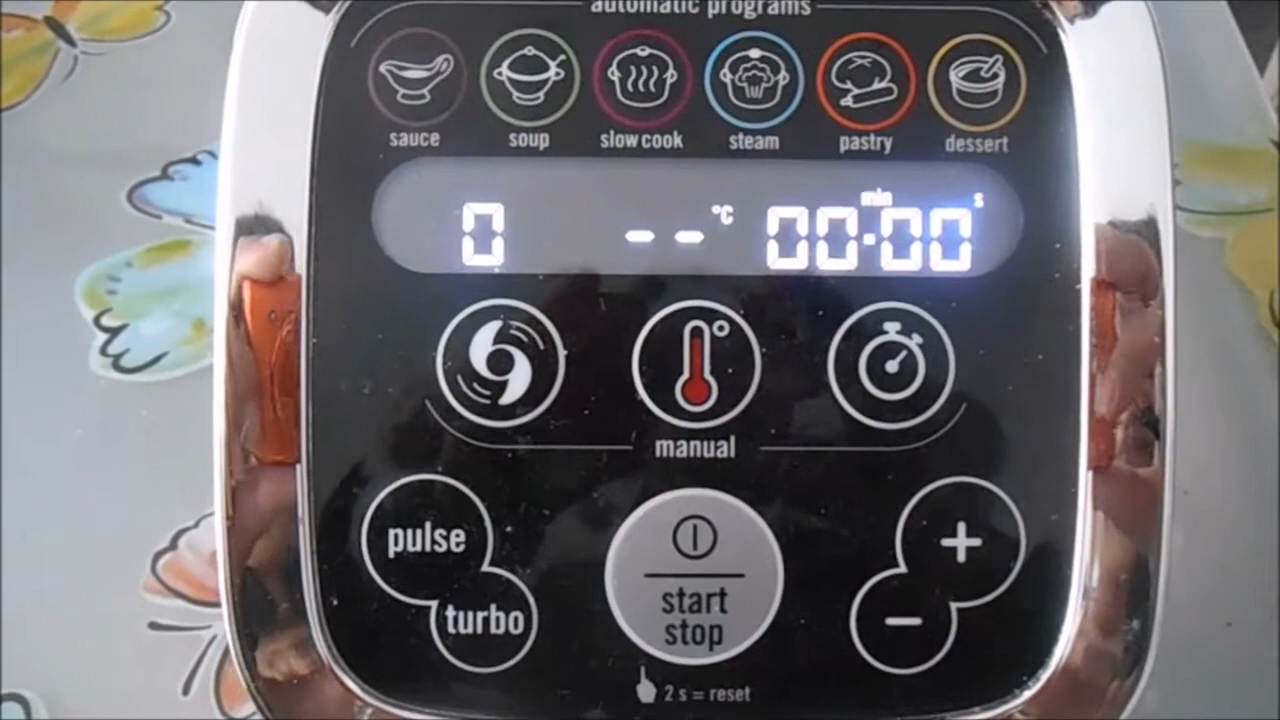 automatic programs
sauce soup slow cook steam pastry dessert
0 -- °C 00:00 min s
manual
pulse
turbo
start
stop
+
-
2 s = reset